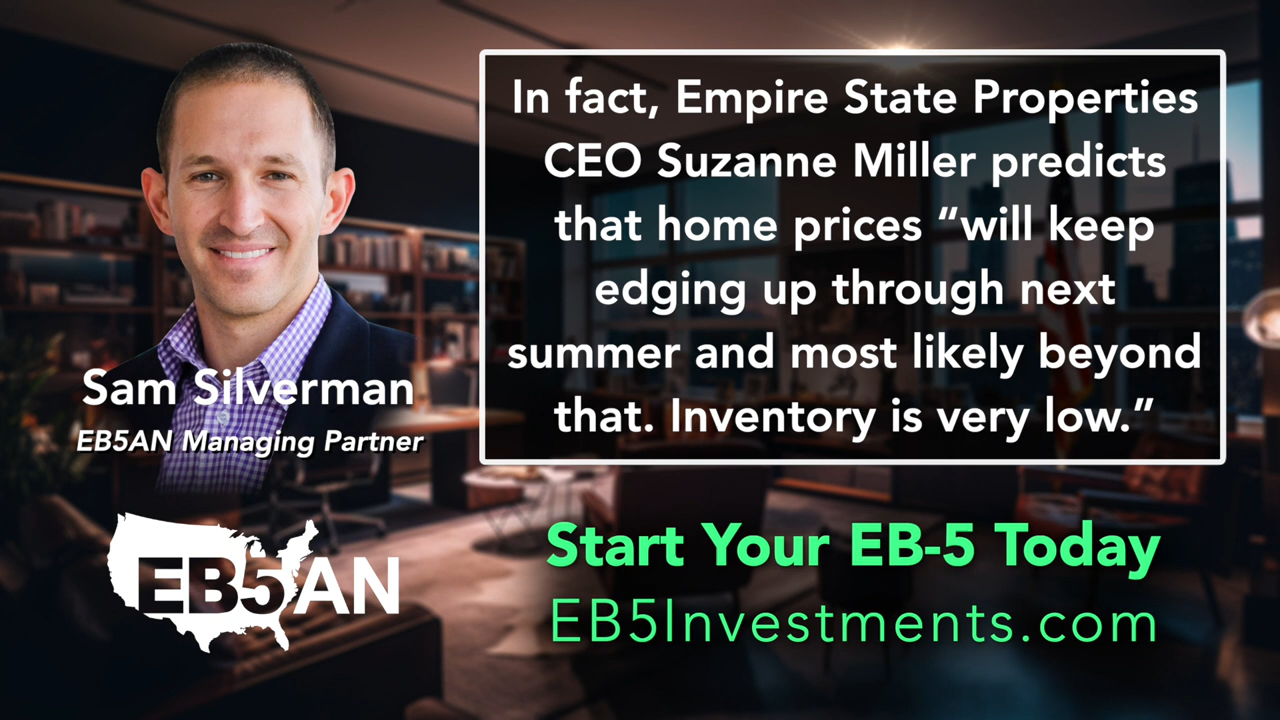 In fact, Empire State Properties
CEO Suzanne Miller predicts
that home prices “will keep
edging up through next
summer and most likely beyond
that. Inventory is very low.”
Sam Silverman
EB5AN Managing Partner
EB5AN
Start Your EB-5 Today
EB5Investments.com